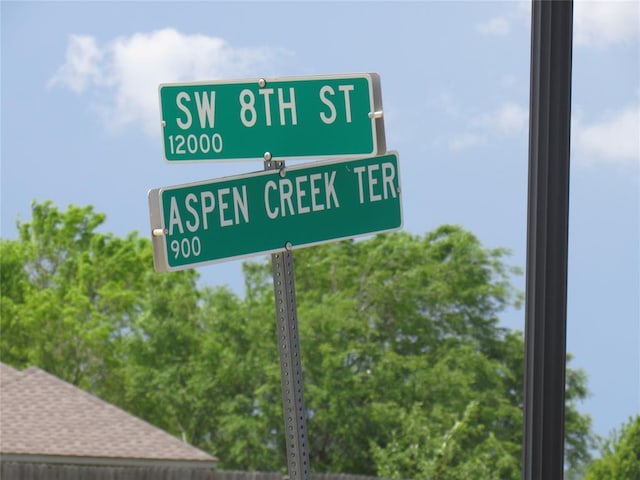 SW 8TH ST
12000
ASPEN CREEK TER
900